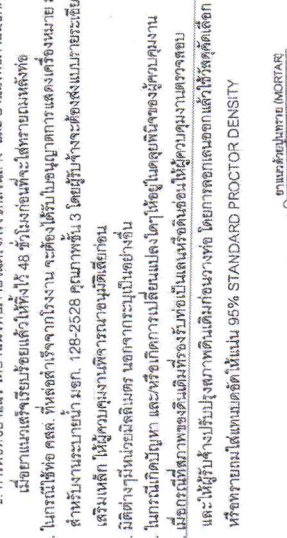 เมื่อยาแนวเสร็จเรียบร้อยแล้วให้ทิ้งไว้ 48 ชั่วโมงก่อนที่จะใส่ทรายถมหลังท่อ
ในกรณีใช้ท่อ คสล. ที่หล่อสำเร็จจากโรงงาน จะต้องได้รับใบอนุญาตการแสดงเครื่องหมาย
สำหรับงานระบายน้ำ มอก. 128-2528 คุณภาพชั้น 3 โดยผู้รับจ้างจะต้องส่งแบบรายละเอีย
เสริมเหล็ก ให้ผู้ควบคุมงานพิจารณาอนุมัติเสียก่อน
มิติต่างๆมีหน่วยมิลลิเมตร นอกจากระบุเป็นอย่างอื่น
ในกรณีเกิดปัญหา และหรือเกิดการเปลี่ยนแปลงใดๆให้อยู่ในดุลยพินิจของผู้ควบคุมงาน
เมื่อกรณีที่สภาพของดินเดิมที่รองรับท่อเป็นเลนหรือดินอ่อนให้ผู้ควบคุมงานตรวจสอบ
และให้ผู้รับจ้างปรับปรุงสภาพดินเดิมก่อนวางท่อ โดยการลอกเลนออกแล้วใช้วัสดุคัดเลือก
หรือทรายถมใส่แทนบดอัดให้แน่น 95% STANDARD PROCTOR DENSITY
ยาแนวด้วยปูนทราย (MORTAR)